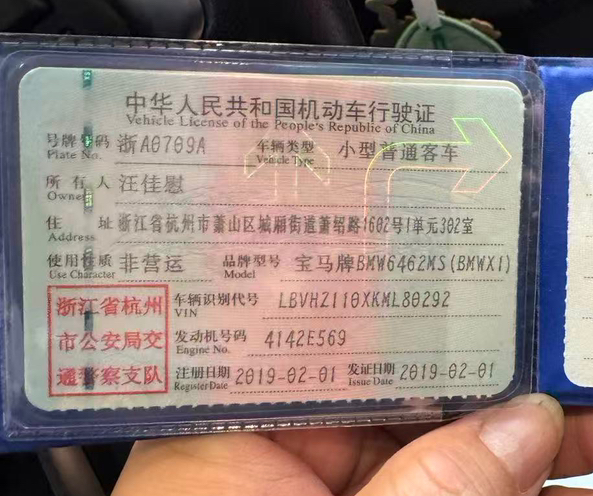 中华人民共和国机动车行驶证
Vehicle License of the People's Republic of China
号牌号码 浙A0709A 车辆类型 小型普通客车
Plate No. Vehicle Type
所有人 汪佳慰
Owner
住址 浙江省杭州市萧山区城厢街道萧绍路1602号1单元302室
Address
使用性质 非营运 品牌型号 宝马牌BMW6462MS(BMWX1)
Use Character Model
浙江省杭州 车辆识别代号 LBVHZ110XKML80292
VIN
市公安局交 发动机号码 4142E569
Engine No.
通警察支队 注册日期 2019-02-01 发证日期 2019-02-01
Register Date Issue Date